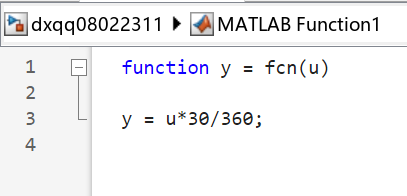 dxqq08022311 ▶ MATLAB Function1
1 function y = fcn(u)
2
3 y = u*30/360;
4